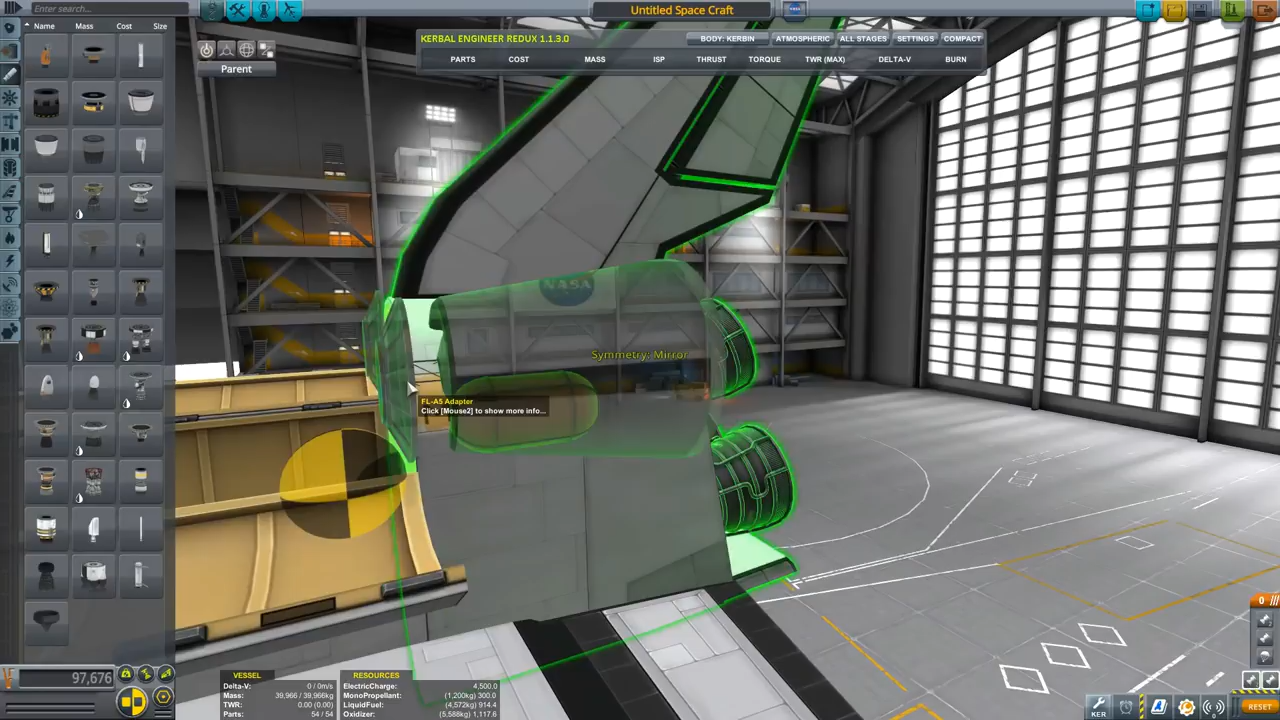 Enter search...
Untitled Space Craft
Name Mass Cost Size
Parent
KERBAL ENGINEER REDUX 1.1.3.0
BODY: KERBIN
ATMOSPHERIC
ALL STAGES
SETTINGS
COMPACT
PARTS COST MASS ISP THRUST TORQUE TWR (MAX) DELTA-V BURN
NASA
Symmetry: Mirror
FL-A5 Adapter
Click [Mouse2] to show more info...
0
97,676
VESSEL
Delta-V: 0 / 0m/s
Mass: 39,966 / 39,966kg
TWR: 0.00 (0.00)
Parts: 54 / 54
RESOURCES
ElectricCharge: 4,500.0
MonoPropellant: (1,200kg) 300.0
LiquidFuel: (4,572kg) 914.4
Oxidizer: (5,588kg) 1,117.6
KER
RESET